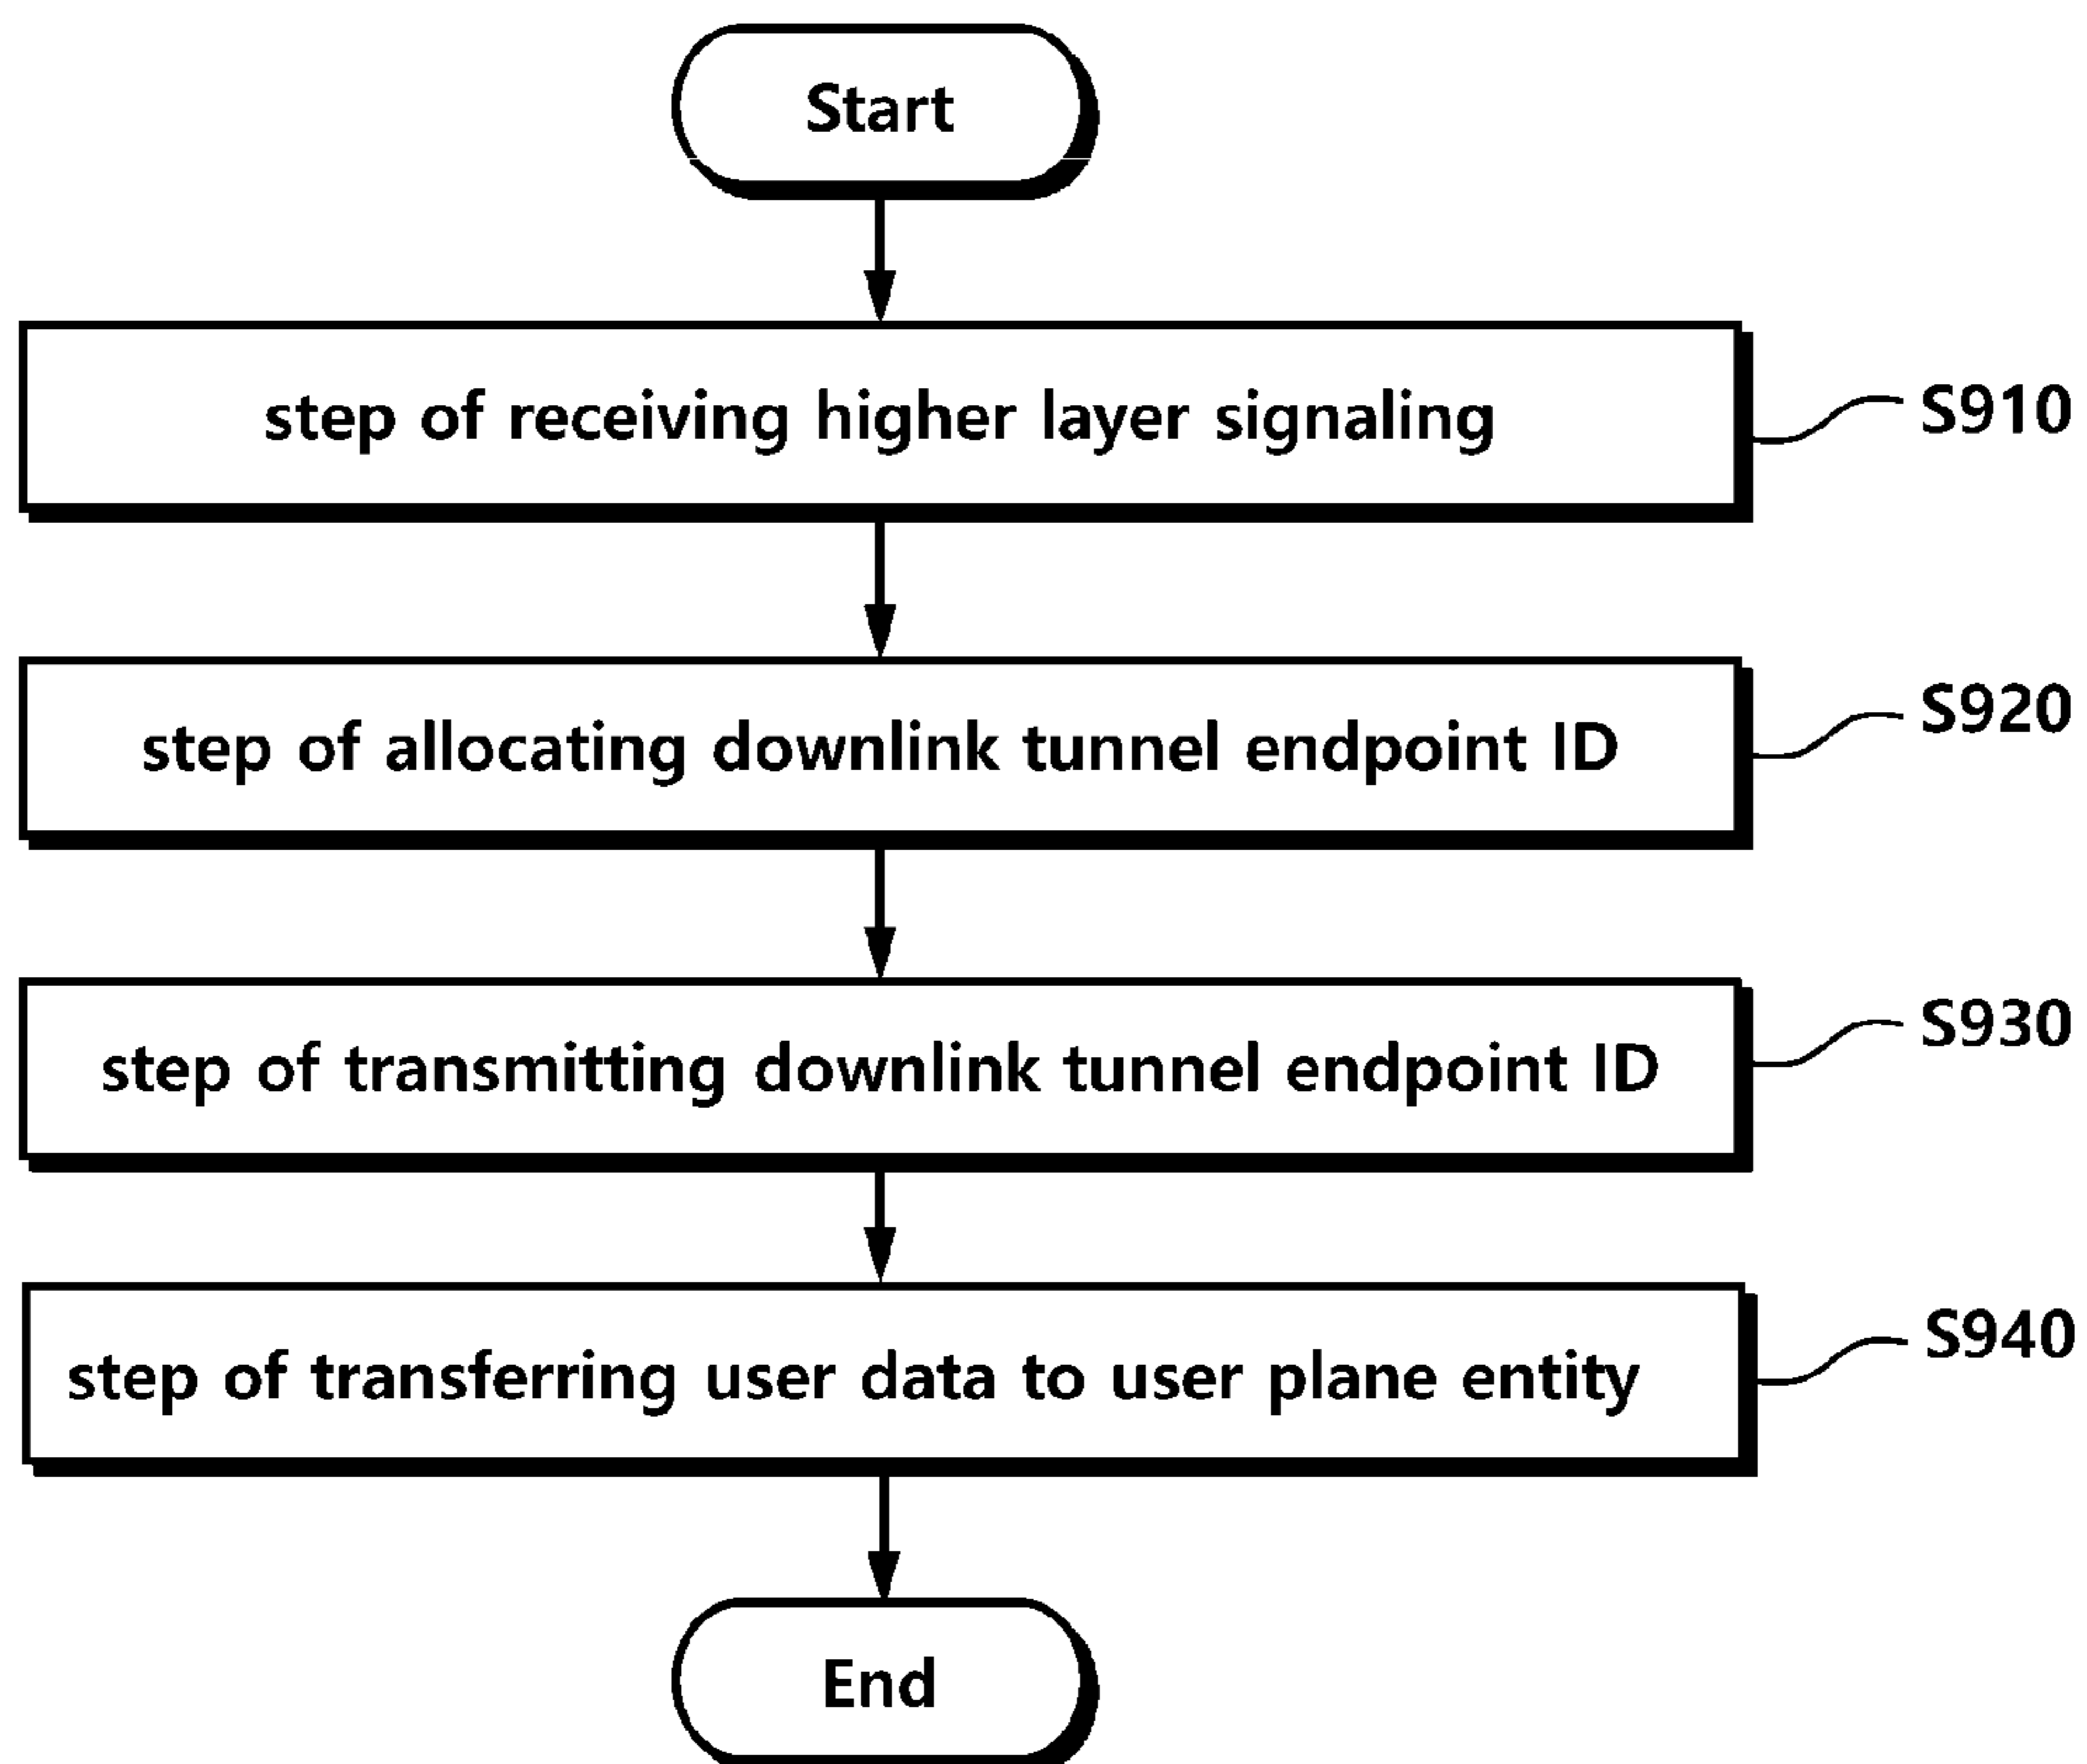 Start
step of receiving higher layer signaling
S910
step of allocating downlink tunnel endpoint ID
S920
step of transmitting downlink tunnel endpoint ID
S930
step of transferring user data to user plane entity
S940
End